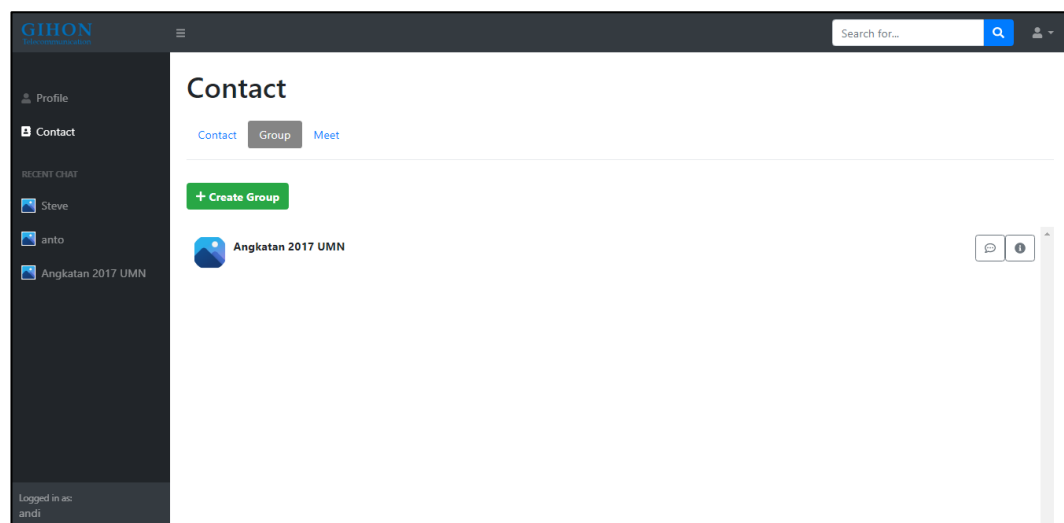 GIHON
Telecommunication
Search for...
Profile
Contact
RECENT CHAT
Steve
anto
Angkatan 2017 UMN
Logged in as:
andi
Contact
Contact Group Meet
+ Create Group
Angkatan 2017 UMN